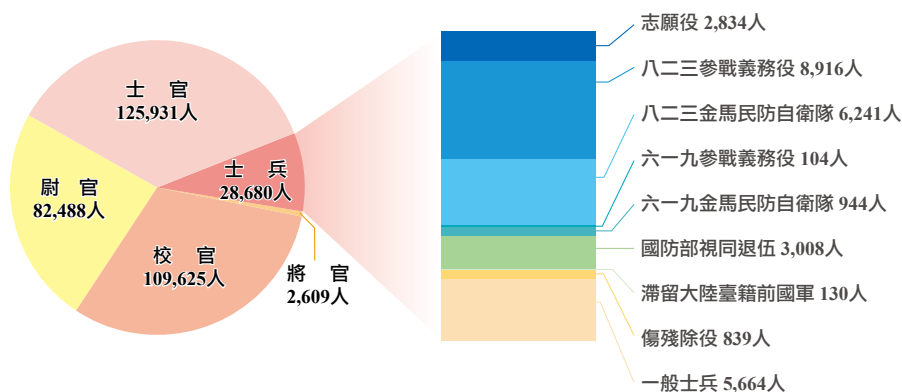 士 官
125,931人
士 兵
28,680人
尉 官
82,488人
校 官
109,625人
將 官
2,609人
志願役 2,834人
八二三參戰義務役 8,916人
八二三金馬民防自衛隊 6,241人
六一九參戰義務役 104人
六一九金馬民防自衛隊 944人
國防部視同退伍 3,008人
滯留大陸臺籍前國軍 130人
傷殘除役 839人
一般士兵 5,664人